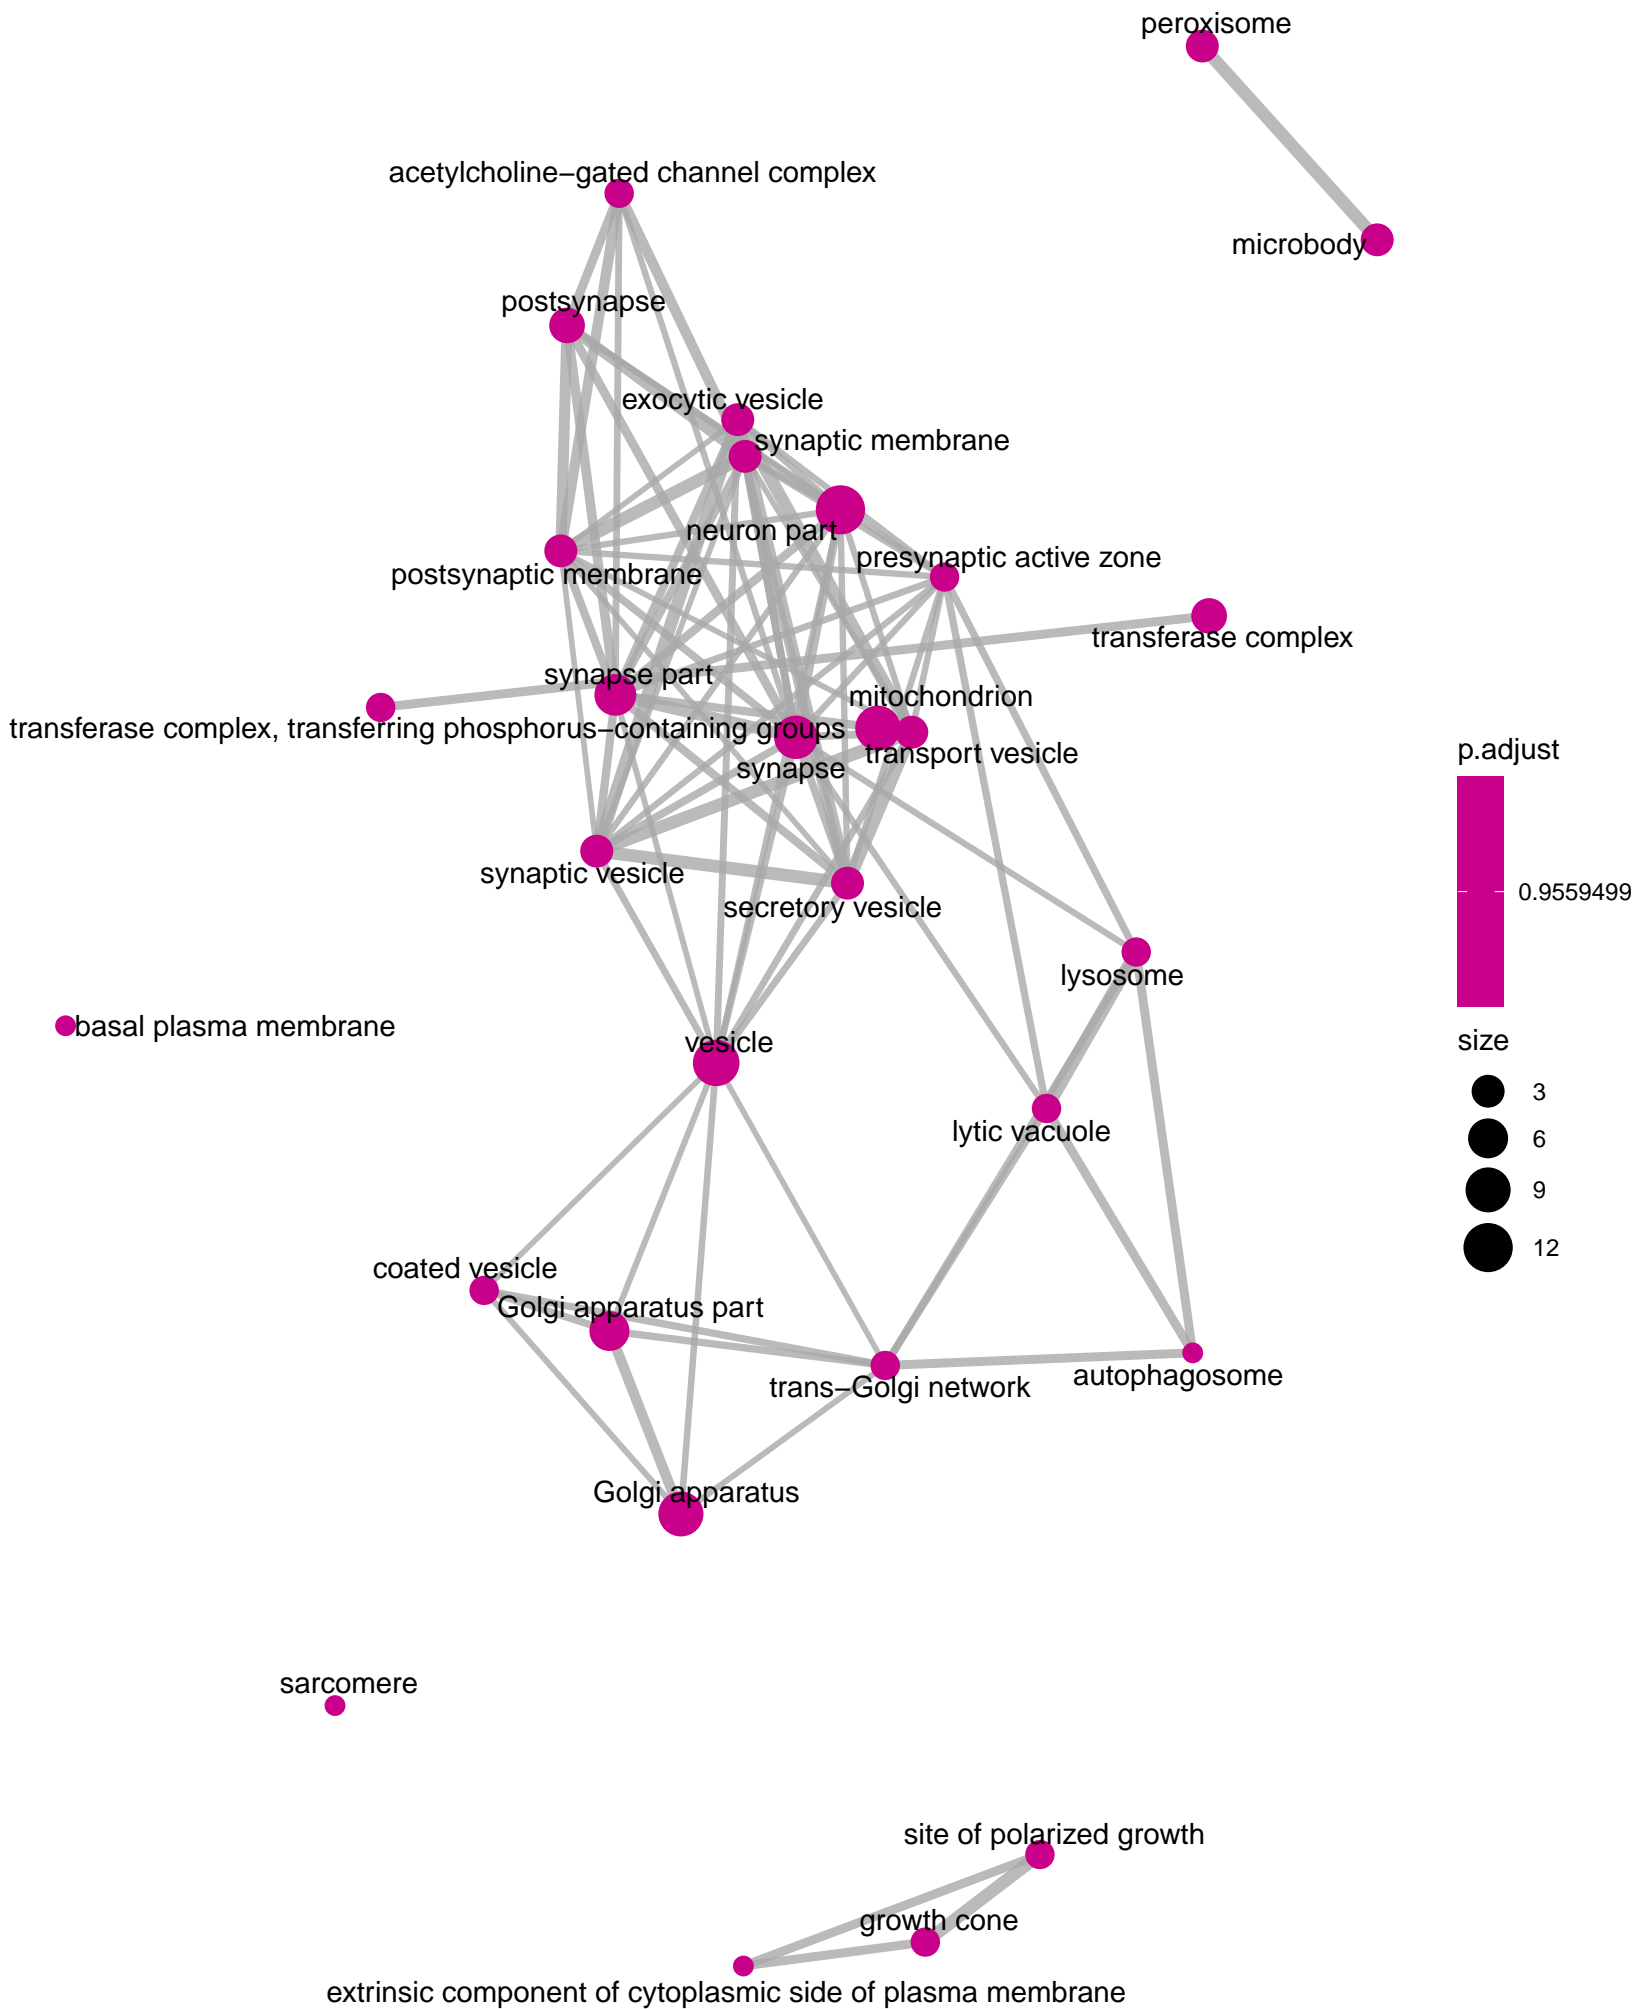 peroxisome
acetylcholine−gated channel complex
microbody
postsynapse
exocytic vesicle
synaptic membrane
neuron part
presynaptic active zone
postsynaptic membrane
transferase complex
synapse part
mitochondrion
transferase complex, transferring phosphorus−containing groups
transport vesicle
synapse
synaptic vesicle
secretory vesicle
lysosome
basal plasma membrane
vesicle
lytic vacuole
coated vesicle
Golgi apparatus part
trans−Golgi network
autophagosome
Golgi apparatus
sarcomere
site of polarized growth
growth cone
extrinsic component of cytoplasmic side of plasma membrane
p.adjust
0.9559499
size
3
6
9
12